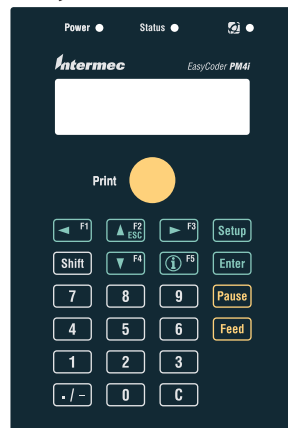 Power Status
Intermec EasyCoder PM4i
Print
F1 F2 ESC F3 Setup
Shift F4 i F5 Enter
7 8 9 Pause
4 5 6 Feed
1 2 3
. / - 0 C